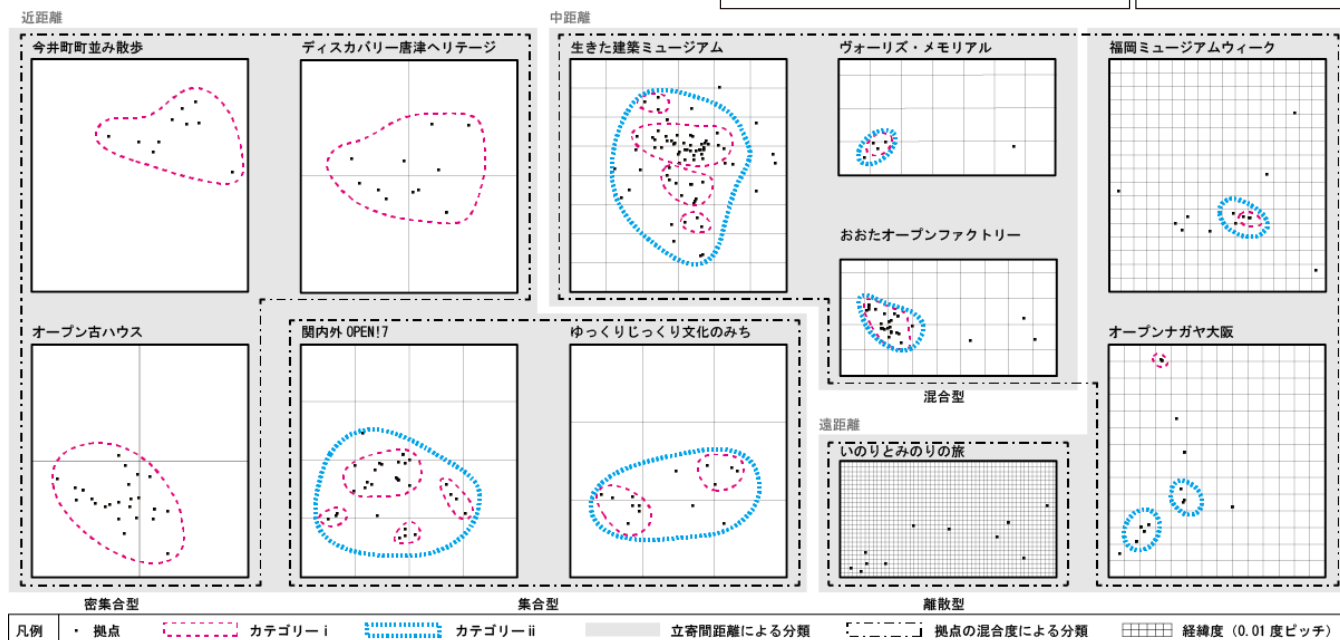 近距離
中距離
今井町町並み散歩
ディスカバリー唐津ヘリテージ
生きた建築ミュージアム
ヴォーリズ・メモリアル
福岡ミュージアムウィーク
おおたオープンファクトリー
オープン古ハウス
関内外 OPEN!7
ゆっくりじっくり文化のみち
オープンナガヤ大阪
混合型
遠距離
いのりとみのりの旅
密集合型
集合型
離散型
凡例 ・ 拠点 カテゴリー i カテゴリー ii 立寄間距離による分類 拠点の混合度による分類 経緯度（0.01 度ピッチ）